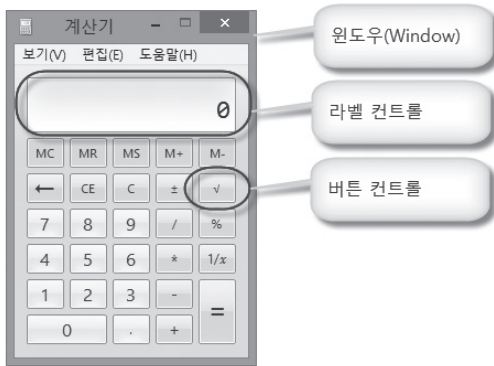 계산기
보기(V) 편집(E) 도움말(H)
0
MC MR MS M+ M-
← CE C ± √
7 8 9 / %
4 5 6 * 1/x
1 2 3 - =
0 . +
윈도우(Window)
라벨 컨트롤
버튼 컨트롤